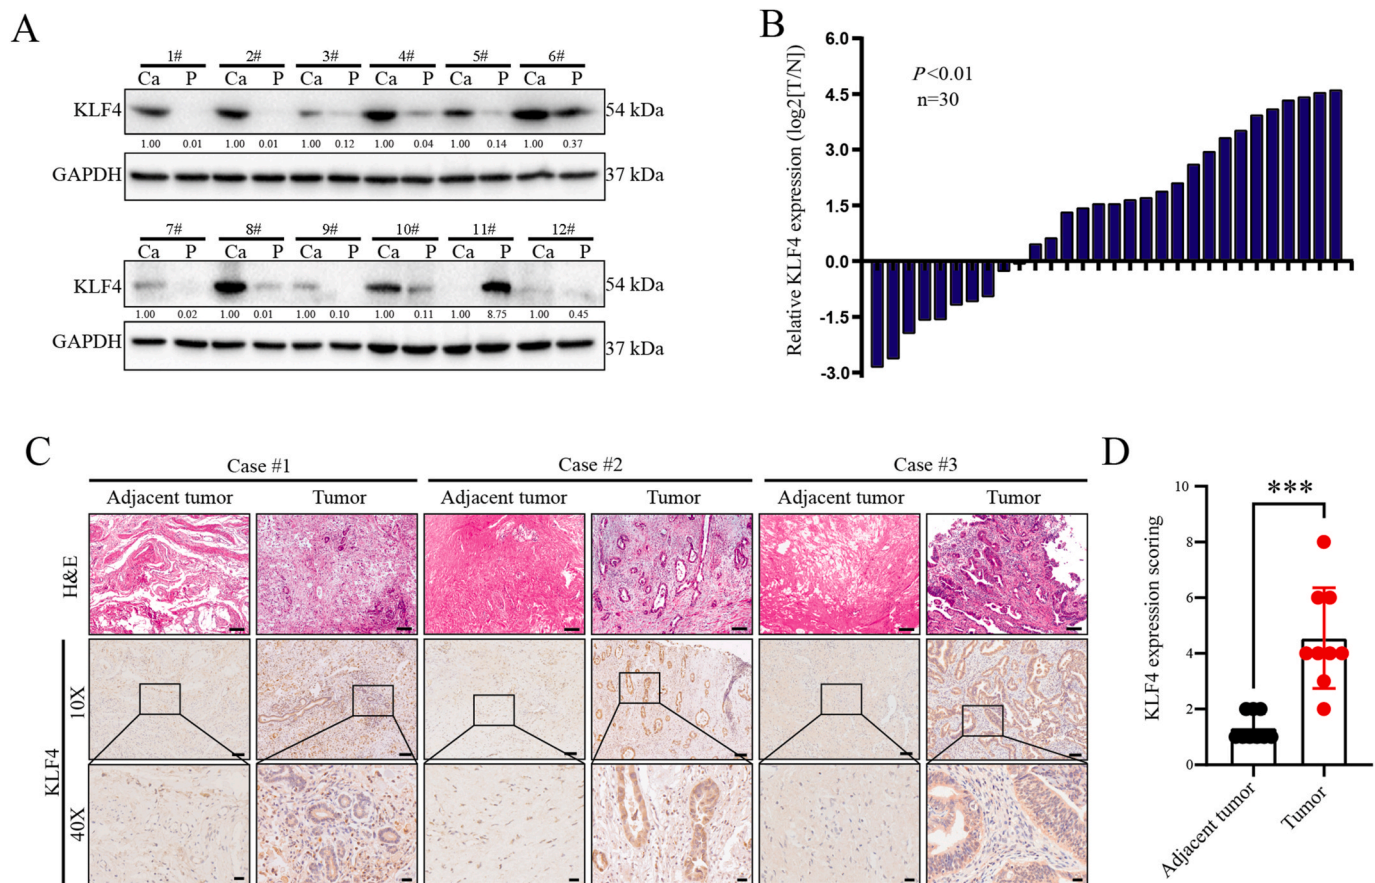 A
1# 2# 3# 4# 5# 6#
Ca P Ca P Ca P Ca P Ca P Ca P
KLF4 54 kDa
1.00 0.01 1.00 0.01 1.00 0.12 1.00 0.04 1.00 0.14 1.00 0.37
GAPDH 37 kDa
7# 8# 9# 10# 11# 12#
Ca P Ca P Ca P Ca P Ca P Ca P
KLF4 54 kDa
1.00 0.02 1.00 0.01 1.00 0.10 1.00 0.11 1.00 8.75 1.00 0.45
GAPDH 37 kDa
B
Relative KLF4 expression (log2[T/N])
6.0
4.5
3.0
1.5
0.0
-1.5
-3.0
P<0.01
n=30
C
Case #1 Case #2 Case #3
Adjacent tumor Tumor Adjacent tumor Tumor Adjacent tumor Tumor
H&E
KLF4
10X
40X
D
KLF4 expression scoring
10
8
6
4
2
0
***
Adjacent tumor
Tumor